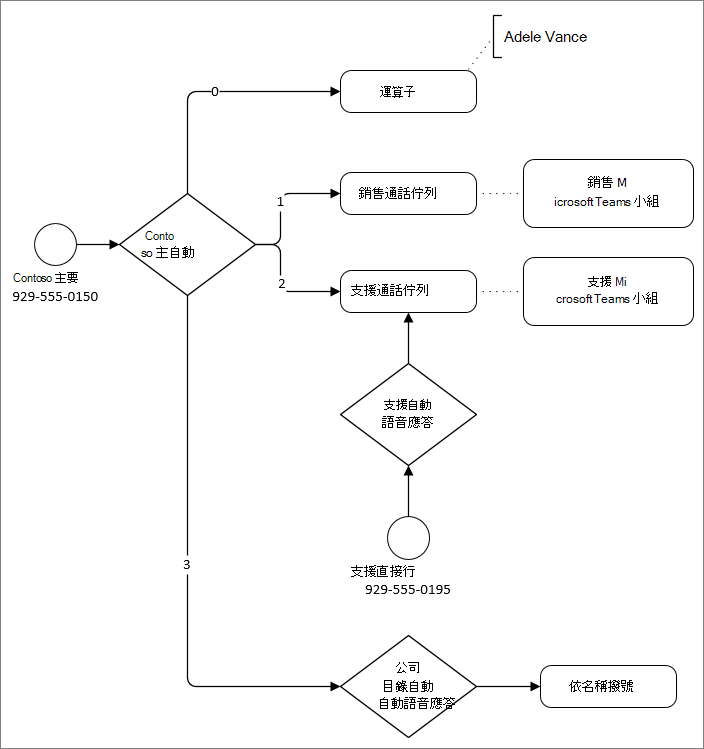 Adele Vance
運算子
0
銷售通話佇列
銷售 M
icrosoft Teams 小組
1
Conto
so 主自動
Contoso 主要
929-555-0150
2
支援通話佇列
支援 Mi
crosoft Teams 小組
支援自動
語音應答
支援直接行
929-555-0195
3
公司
目錄自動
自動語音應答
依名稱撥號